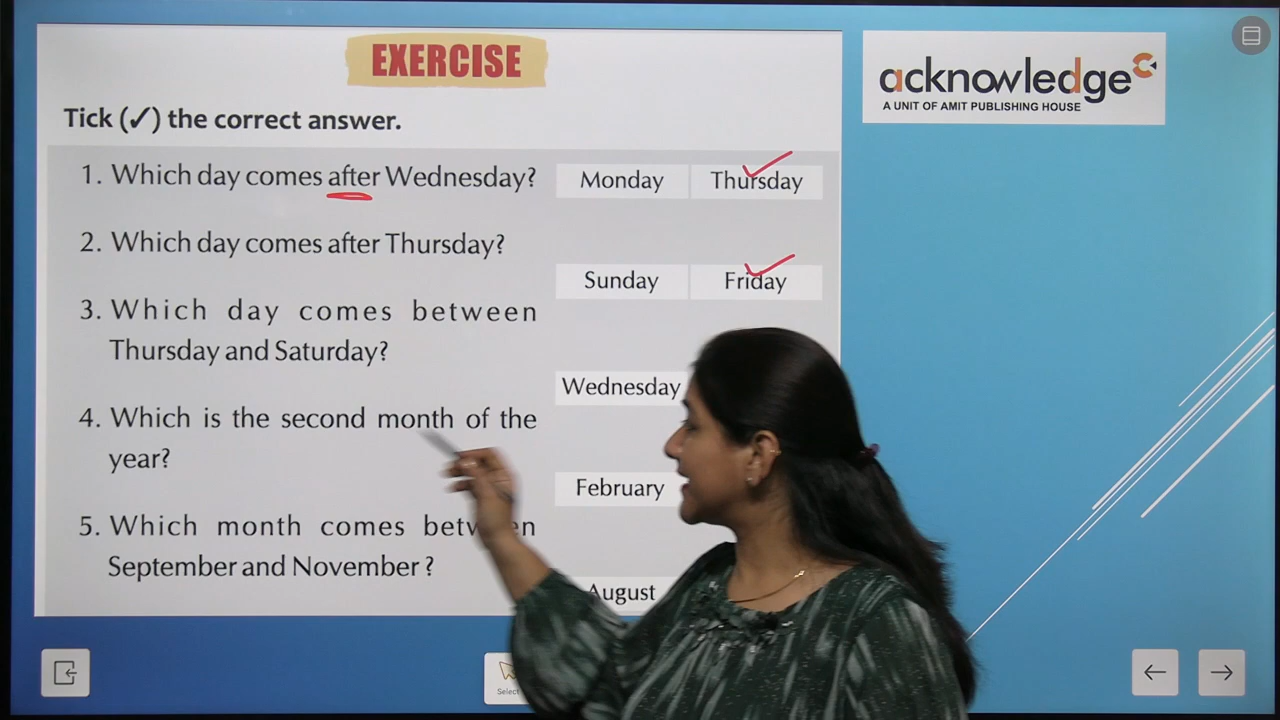 EXERCISE
acknowledge
A UNIT OF AMIT PUBLISHING HOUSE
Tick (✓) the correct answer.
1. Which day comes after Wednesday? Monday Thursday
2. Which day comes after Thursday?
Sunday Friday
3. Which day comes between
Thursday and Saturday?
Wednesday
4. Which is the second month of the
year?
February
5. Which month comes between
September and November ?
August
Select